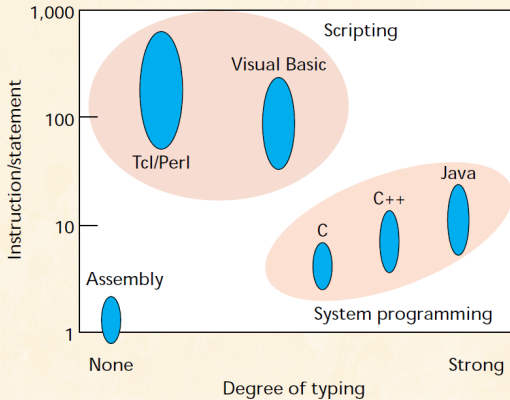 1,000
Scripting
Visual Basic
100
Tcl/Perl
Java
C++
C
10
Assembly
System programming
1
None
Strong
Degree of typing
Instruction/statement